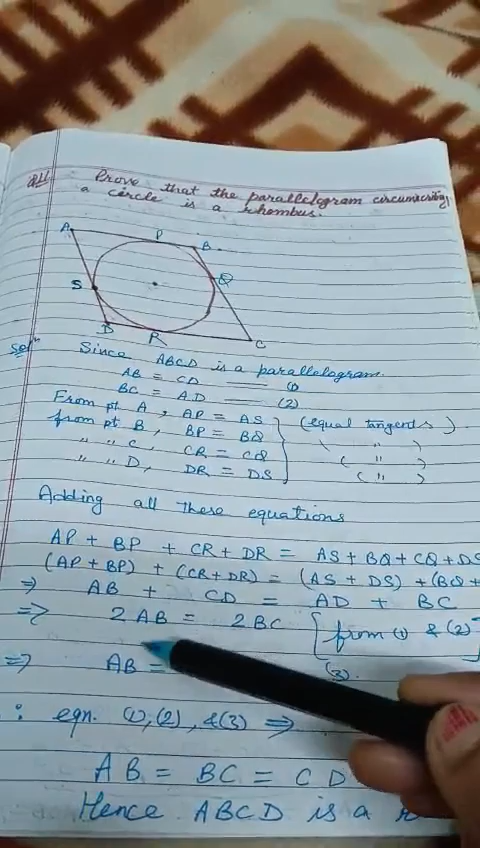 Q11 Prove that the parallelogram circumscribing
a circle is a rhombus.
A P B
S Q
D R C
Solⁿ Since ABCD is a parallelogram.
AB = CD —— (1)
BC = AD —— (2)
From pt A, AP = AS (equal tangents)
from pt B, BP = BQ ( " )
" " C, CR = CQ ( " )
" " D, DR = DS ( " )
Adding all these equations
AP + BP + CR + DR = AS + BQ + CQ + DS
(AP + BP) + (CR + DR) = (AS + DS) + (BQ +
⇒ AB + CD = AD + BC
⇒ 2AB = 2BC [from (1) & (2)]
⇒ AB = (3).
∴ eqn. (1), (2), & (3) ⇒
AB = BC = CD
Hence ABCD is a